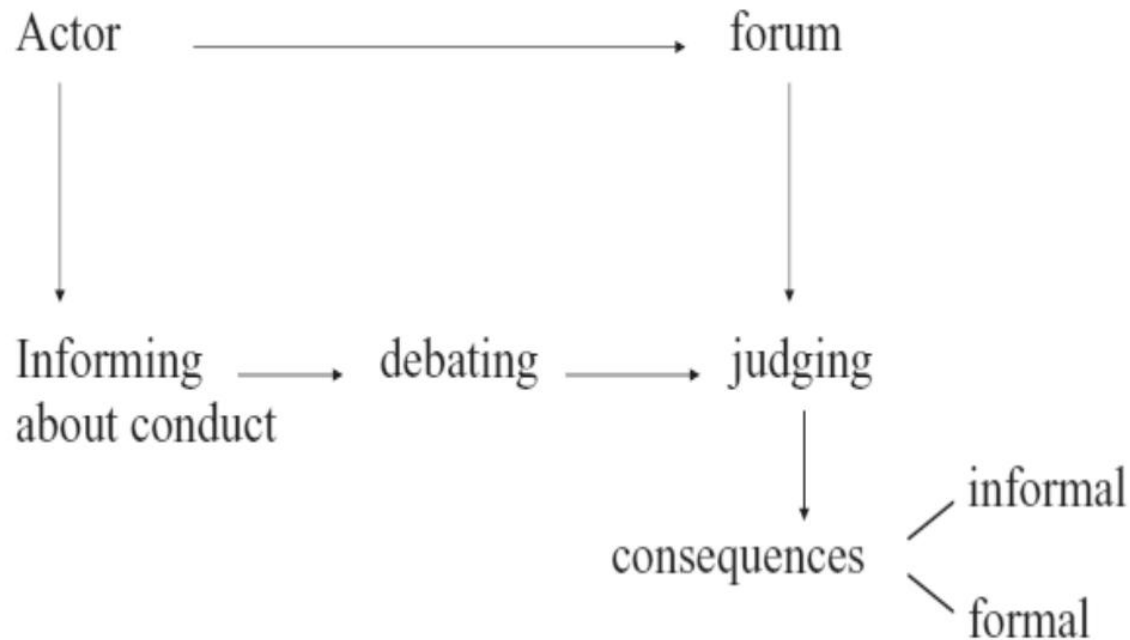 Actor
forum
Informing
about conduct
debating
judging
consequences
informal
formal